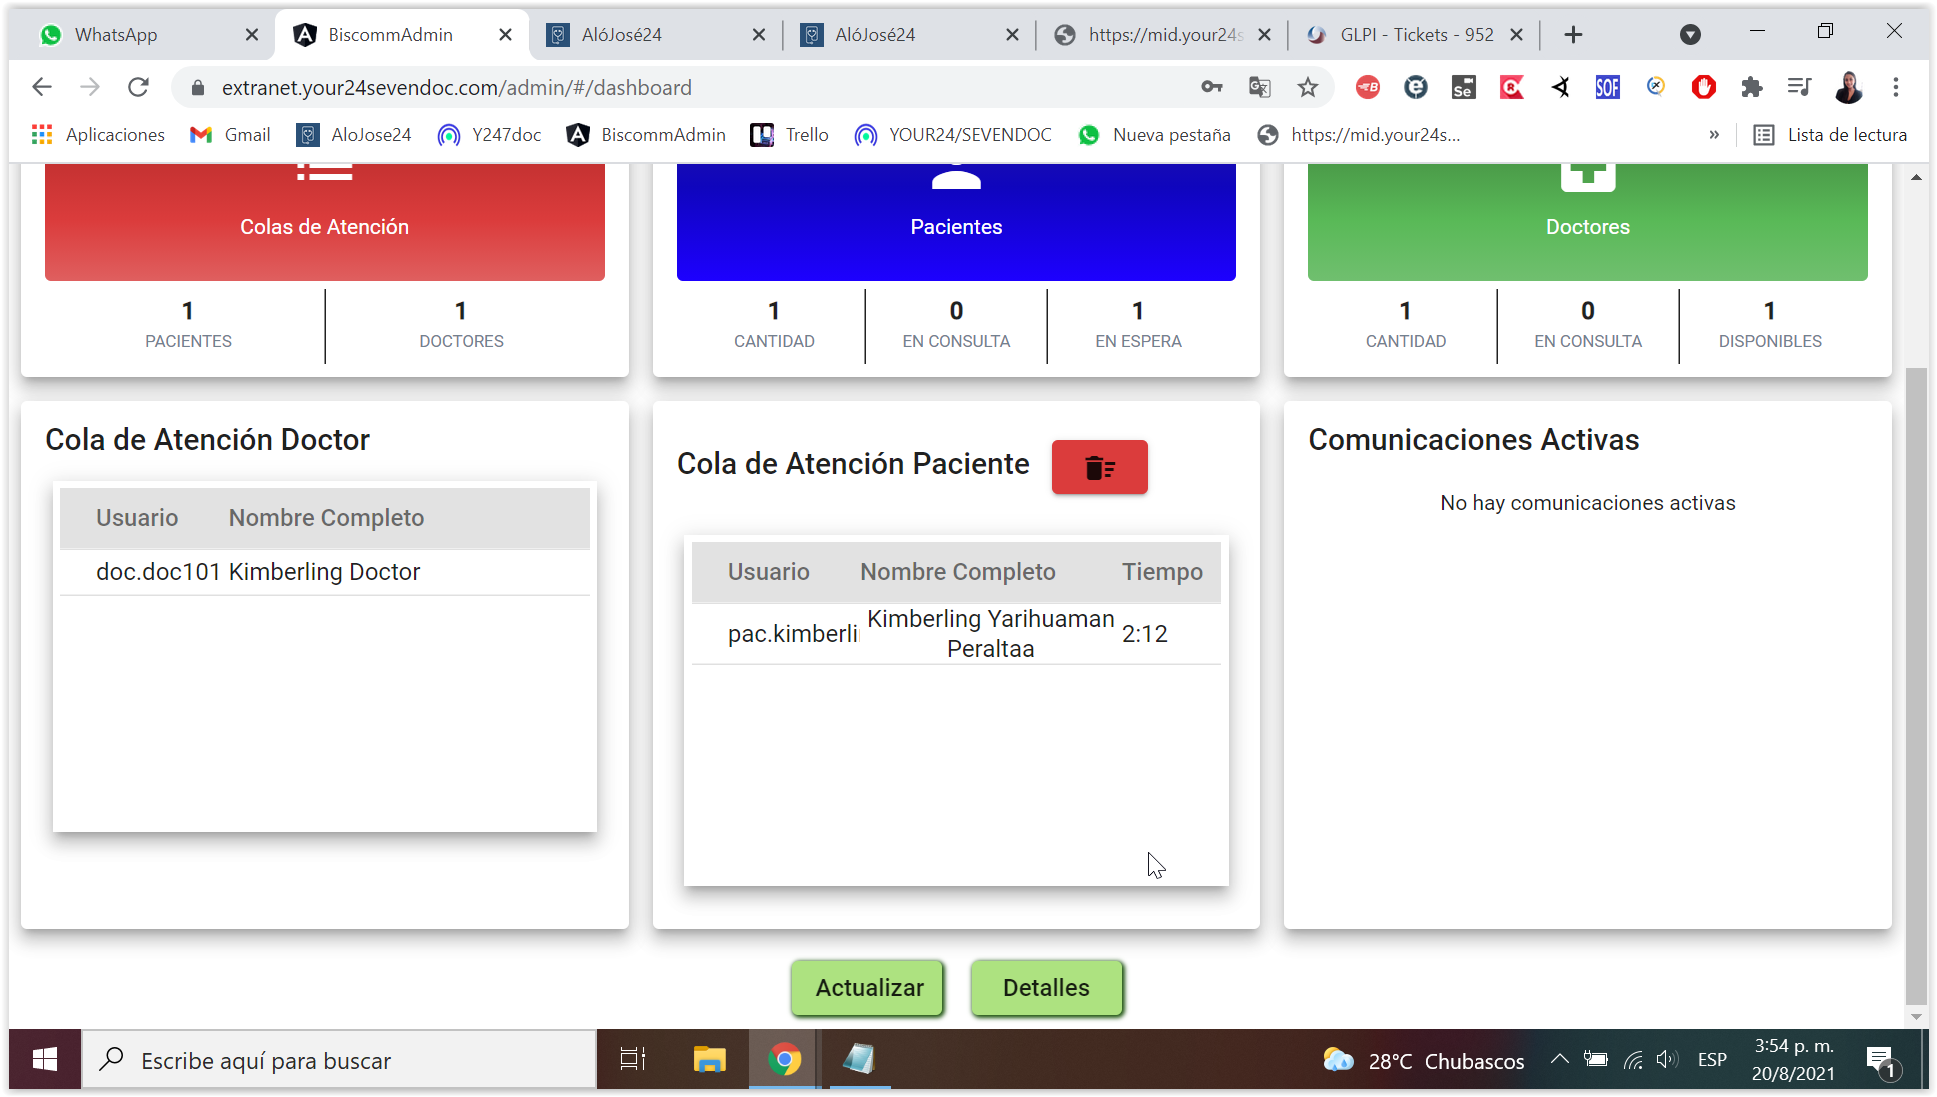 WhatsApp
BiscommAdmin
AlóJosé24
AlóJosé24
https://mid.your24s
GLPI - Tickets - 952
extranet.your24sevendoc.com/admin/#/dashboard
Se
SOF
Aplicaciones
Gmail
AloJose24
Y247doc
BiscommAdmin
Trello
YOUR24/SEVENDOC
Nueva pestaña
https://mid.your24s...
»
Lista de lectura
Colas de Atención
1
PACIENTES
1
DOCTORES
Pacientes
1
CANTIDAD
0
EN CONSULTA
1
EN ESPERA
Doctores
1
CANTIDAD
0
EN CONSULTA
1
DISPONIBLES
Cola de Atención Doctor
Usuario Nombre Completo
doc.doc101 Kimberling Doctor
Cola de Atención Paciente
Usuario Nombre Completo Tiempo
pac.kimberli Kimberling Yarihuaman Peraltaa 2:12
Comunicaciones Activas
No hay comunicaciones activas
Actualizar
Detalles
Escribe aquí para buscar
28°C Chubascos
ESP
3:54 p. m.
20/8/2021
1